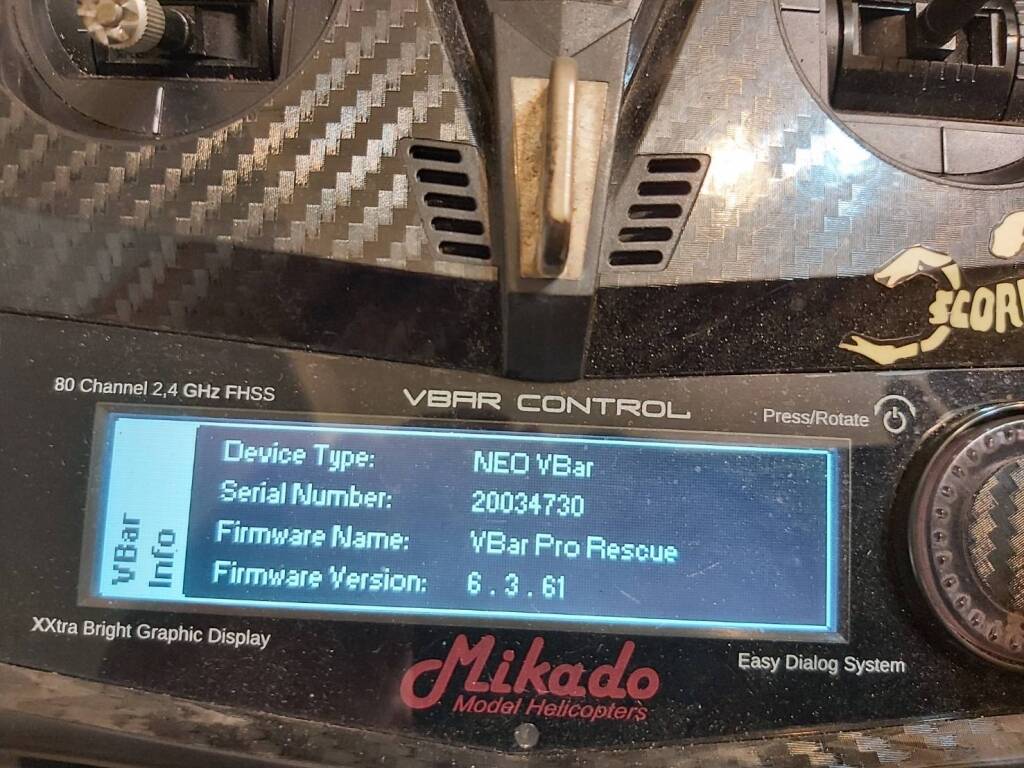 SCOR
80 Channel 2,4 GHz FHSS
VBAR CONTROL
Press/Rotate
VBar Info
Device Type: NEO VBar
Serial Number: 20034730
Firmware Name: VBar Pro Rescue
Firmware Version: 6.3.61
XXtra Bright Graphic Display
Mikado
Model Helicopters
Easy Dialog System